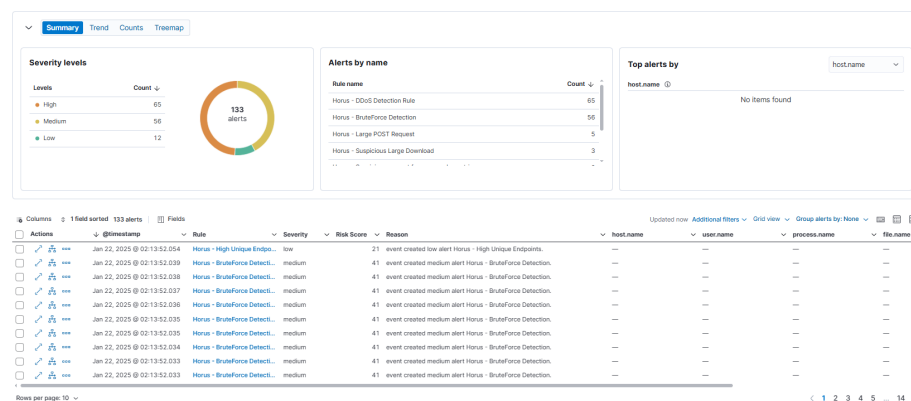 Summary Trend Counts Treemap
Severity levels
Levels Count
High 65
Medium 56
Low 12
133
alerts
Alerts by name
Rule name Count
Horus - DDoS Detection Rule 65
Horus - BruteForce Detection 56
Horus - Large POST Request 5
Horus - Suspicious Large Download 3
Top alerts by host.name
host.name
No items found
Columns 1 field sorted 133 alerts Fields Updated now Additional filters Grid view Group alerts by: None
Actions @timestamp Rule Severity Risk Score Reason host.name user.name process.name file.name
Jan 22, 2025 @ 02:13:52.054 Horus - High Unique Endpo... low 21 event created low alert Horus - High Unique Endpoints. — — —
Jan 22, 2025 @ 02:13:52.039 Horus - BruteForce Detecti... medium 41 event created medium alert Horus - BruteForce Detection. — — — —
Jan 22, 2025 @ 02:13:52.038 Horus - BruteForce Detecti... medium 41 event created medium alert Horus - BruteForce Detection. — — — —
Jan 22, 2025 @ 02:13:52.037 Horus - BruteForce Detecti... medium 41 event created medium alert Horus - BruteForce Detection. — — — —
Jan 22, 2025 @ 02:13:52.036 Horus - BruteForce Detecti... medium 41 event created medium alert Horus - BruteForce Detection. — — — —
Jan 22, 2025 @ 02:13:52.035 Horus - BruteForce Detecti... medium 41 event created medium alert Horus - BruteForce Detection. — — — —
Jan 22, 2025 @ 02:13:52.035 Horus - BruteForce Detecti... medium 41 event created medium alert Horus - BruteForce Detection. — — — —
Jan 22, 2025 @ 02:13:52.034 Horus - BruteForce Detecti... medium 41 event created medium alert Horus - BruteForce Detection. — — — —
Jan 22, 2025 @ 02:13:52.033 Horus - BruteForce Detecti... medium 41 event created medium alert Horus - BruteForce Detection. — — — —
Jan 22, 2025 @ 02:13:52.033 Horus - BruteForce Detecti... medium 41 event created medium alert Horus - BruteForce Detection. — — — —
Rows per page: 10 1 2 3 4 5 ... 14